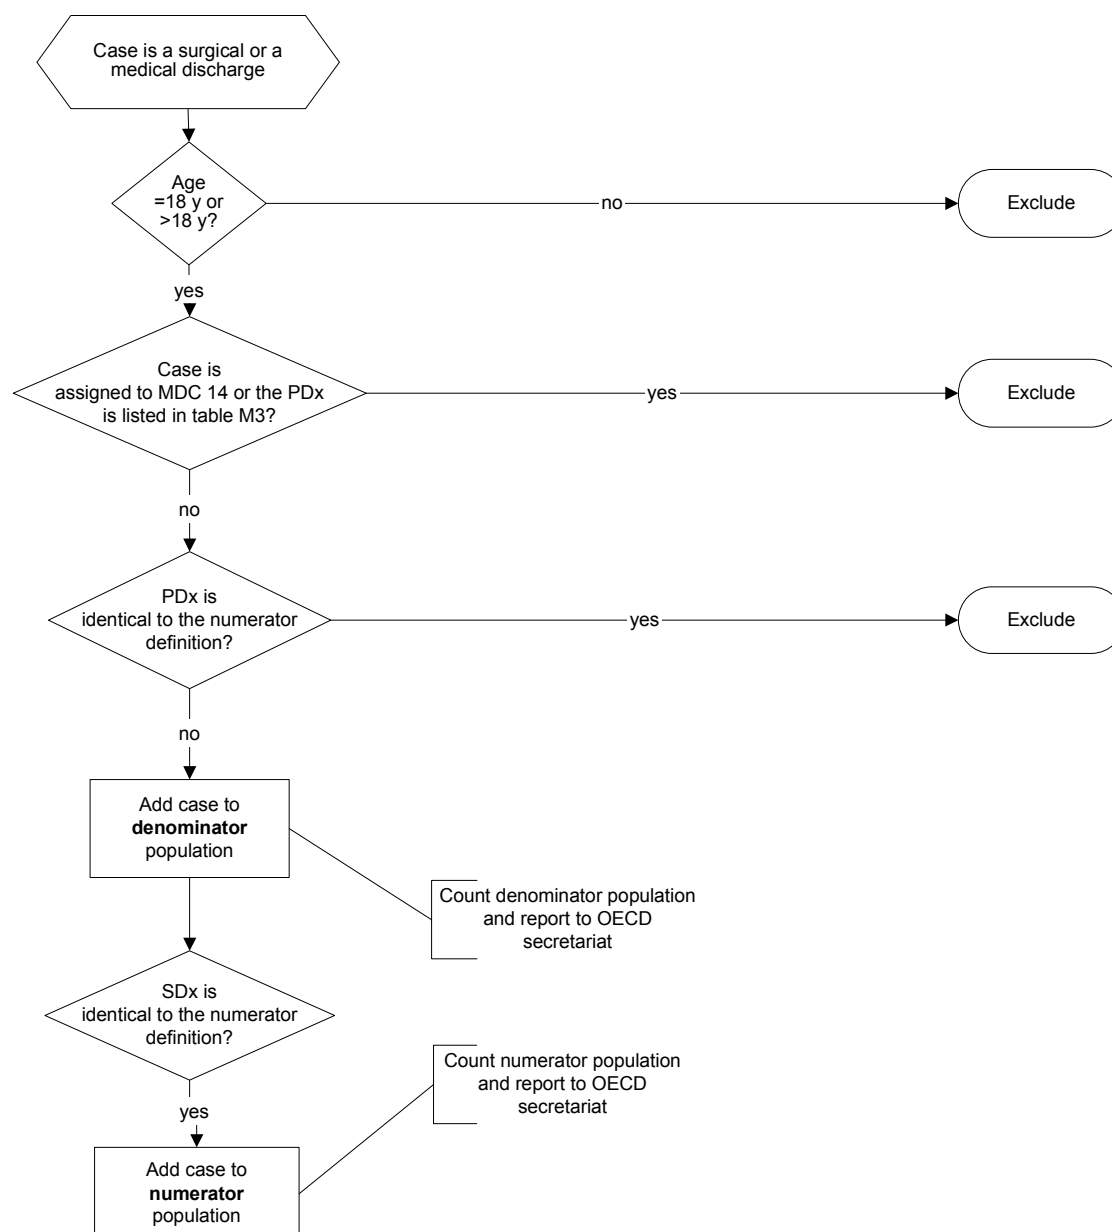 Case is a surgical or a
medical discharge
Age
=18 y or
>18 y?
no
Exclude
yes
Case is
assigned to MDC 14 or the PDx
is listed in table M3?
yes
Exclude
no
PDx is
identical to the numerator
definition?
yes
Exclude
no
Add case to
denominator
population
Count denominator population
and report to OECD
secretariat
SDx is
identical to the numerator
definition?
Count numerator population
and report to OECD
secretariat
yes
Add case to
numerator
population